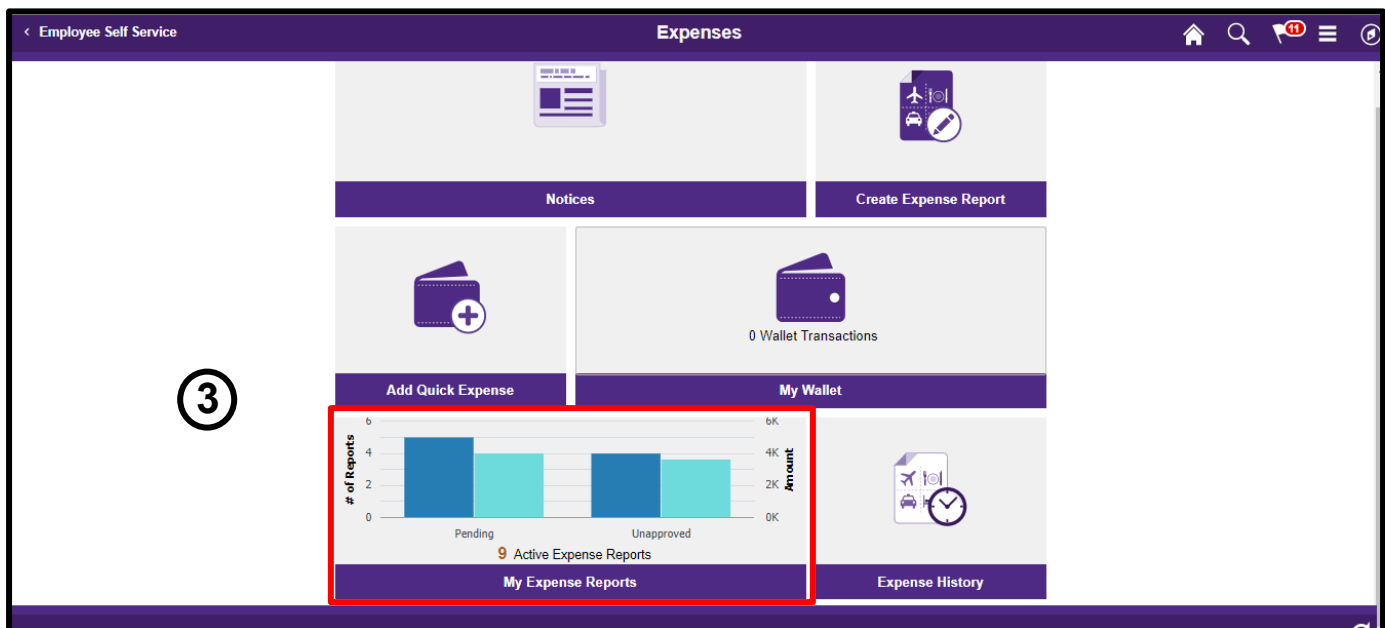 < Employee Self Service
Expenses
11
Notices
Create Expense Report
0 Wallet Transactions
Add Quick Expense
My Wallet
3
6
6K
4
4K
2
2K
0
0K
# of Reports
Amount
Pending
Unapproved
9 Active Expense Reports
My Expense Reports
Expense History